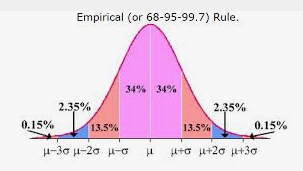 Empirical (or 68-95-99.7) Rule.
34% 34%
2.35% 2.35%
0.15% 13.5% 13.5% 0.15%
μ−3σ μ−2σ μ−σ μ μ+σ μ+2σ μ+3σ